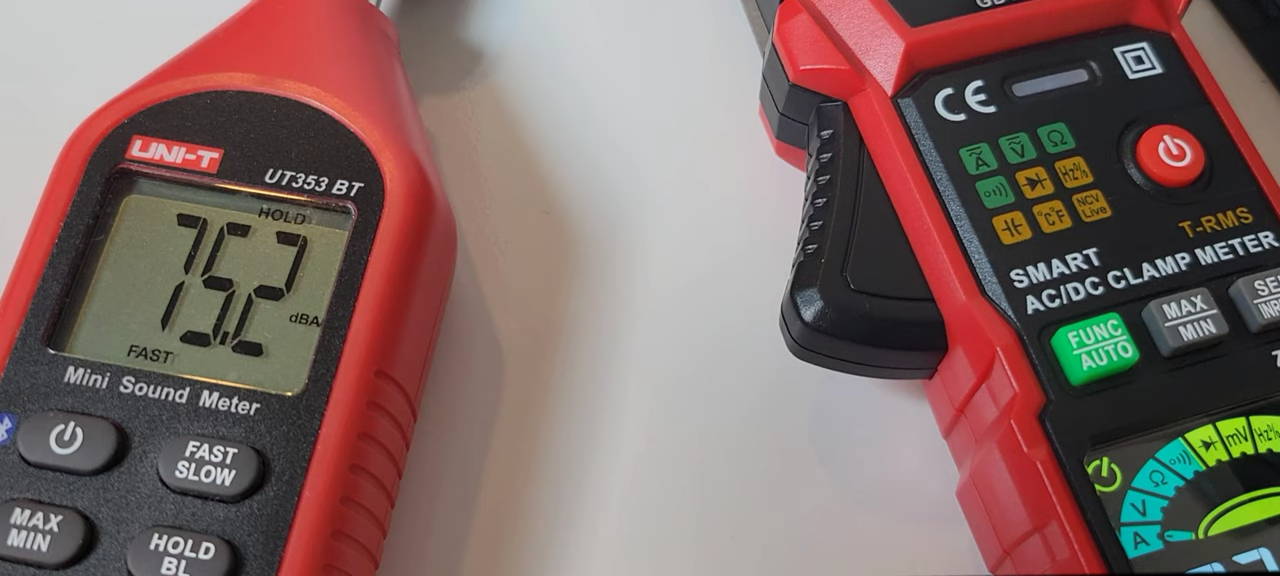 UNI-T
UT353 BT
HOLD
75.2
dBA
FAST
Mini Sound Meter
FAST
SLOW
MAX
MIN
HOLD
BL
CE
A
V
Ω
Hz%
NCV
Live
°C°F
T-RMS
SMART
AC/DC CLAMP METER
FUNC
AUTO
MAX
MIN
A
V
Ω
mV
Hz%